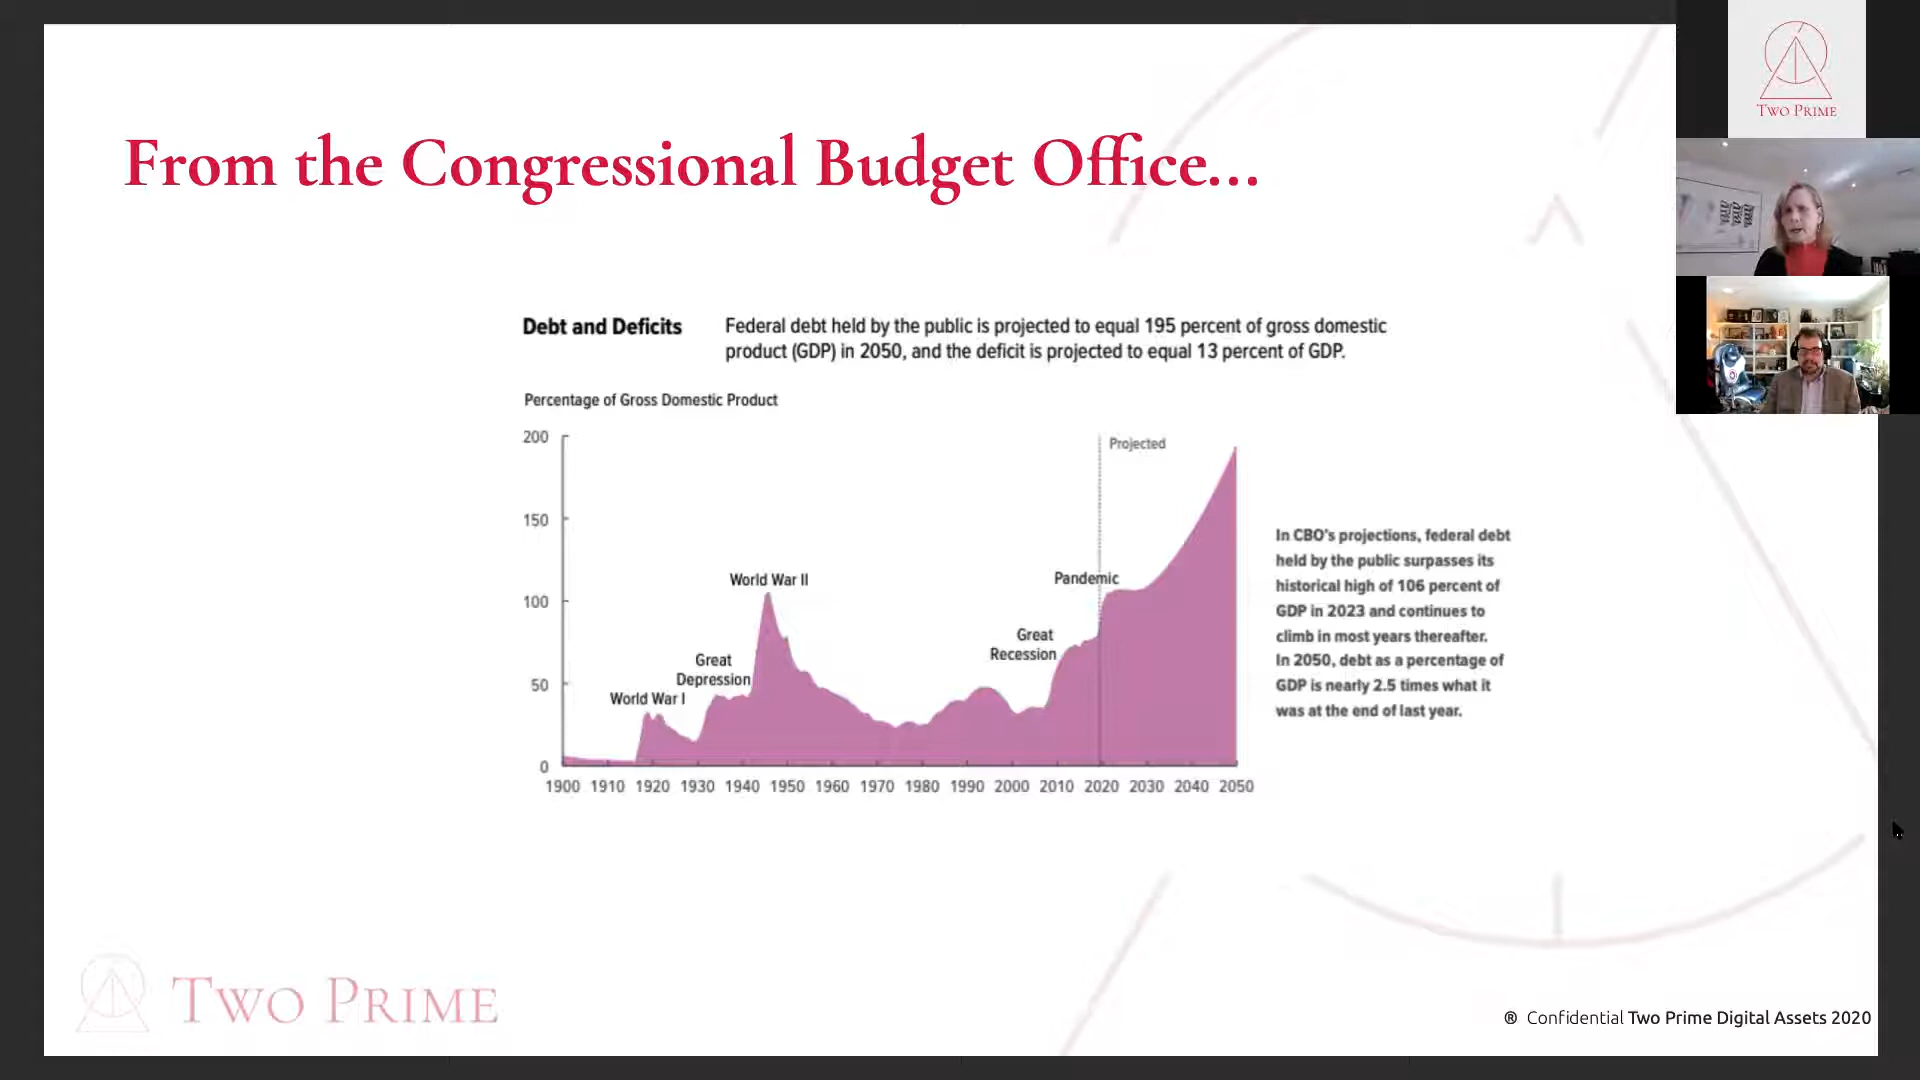 From the Congressional Budget Office...
Debt and Deficits
Federal debt held by the public is projected to equal 195 percent of gross domestic
product (GDP) in 2050, and the deficit is projected to equal 13 percent of GDP.
Percentage of Gross Domestic Product
200
150
100
50
0
Projected
World War I
Great
Depression
World War II
Great
Recession
Pandemic
1900 1910 1920 1930 1940 1950 1960 1970 1980 1990 2000 2010 2020 2030 2040 2050
In CBO's projections, federal debt
held by the public surpasses its
historical high of 106 percent of
GDP in 2023 and continues to
climb in most years thereafter.
In 2050, debt as a percentage of
GDP is nearly 2.5 times what it
was at the end of last year.
TWO PRIME
® Confidential Two Prime Digital Assets 2020
TWO PRIME